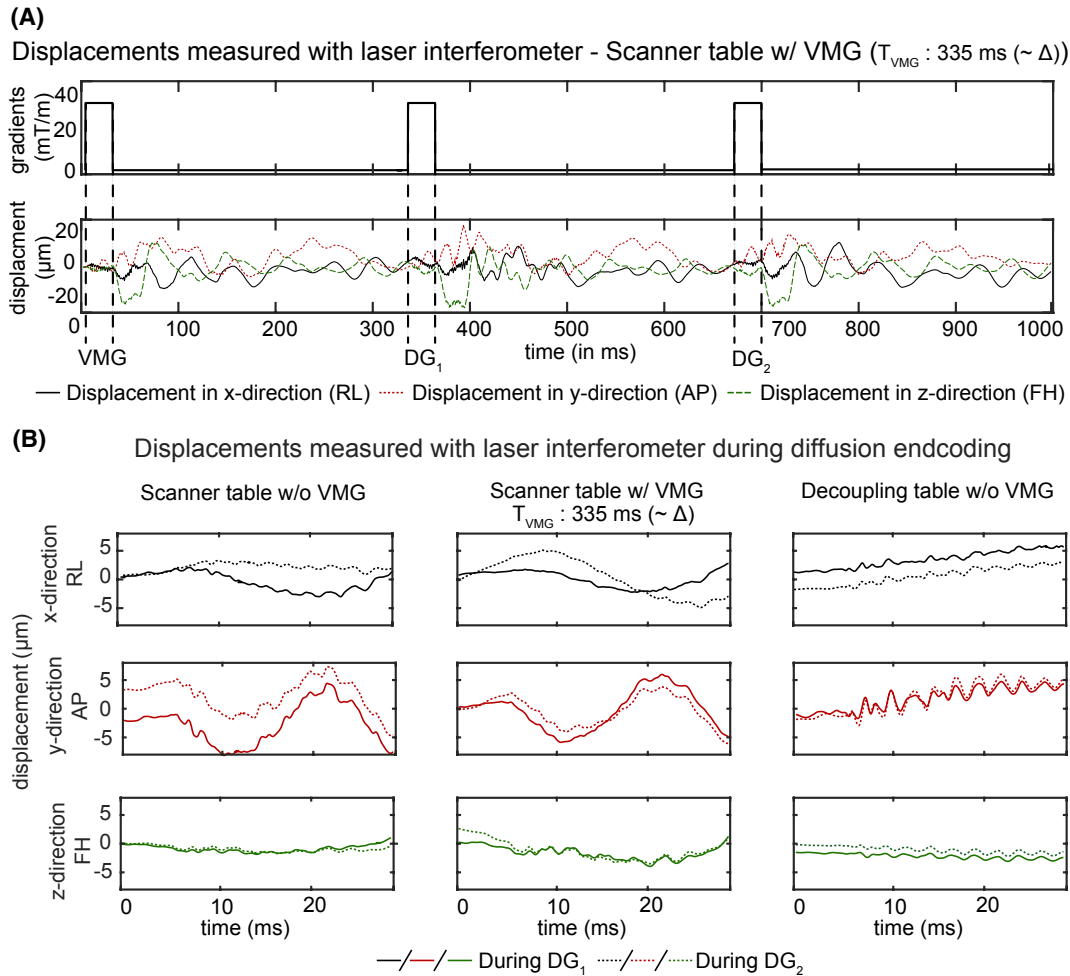 (A)
Displacements measured with laser interferometer - Scanner table w/ VMG (T_VMG : 335 ms (~ Δ))
gradients
(mT/m)
40
20
0
displacment
(µm)
20
0
-20
0 100 200 300 400 500 600 700 800 900 1000
VMG DG₁ time (in ms) DG₂
Displacement in x-direction (RL) Displacement in y-direction (AP) Displacement in z-direction (FH)
(B)
Displacements measured with laser interferometer during diffusion endcoding
Scanner table w/o VMG
Scanner table w/ VMG
T_VMG : 335 ms (~ Δ)
Decoupling table w/o VMG
displacement (µm)
x-direction
RL
5
0
-5
y-direction
AP
5
0
-5
z-direction
FH
5
0
-5
0 10 20 0 10 20 0 10 20
time (ms) time (ms) time (ms)
During DG₁ During DG₂